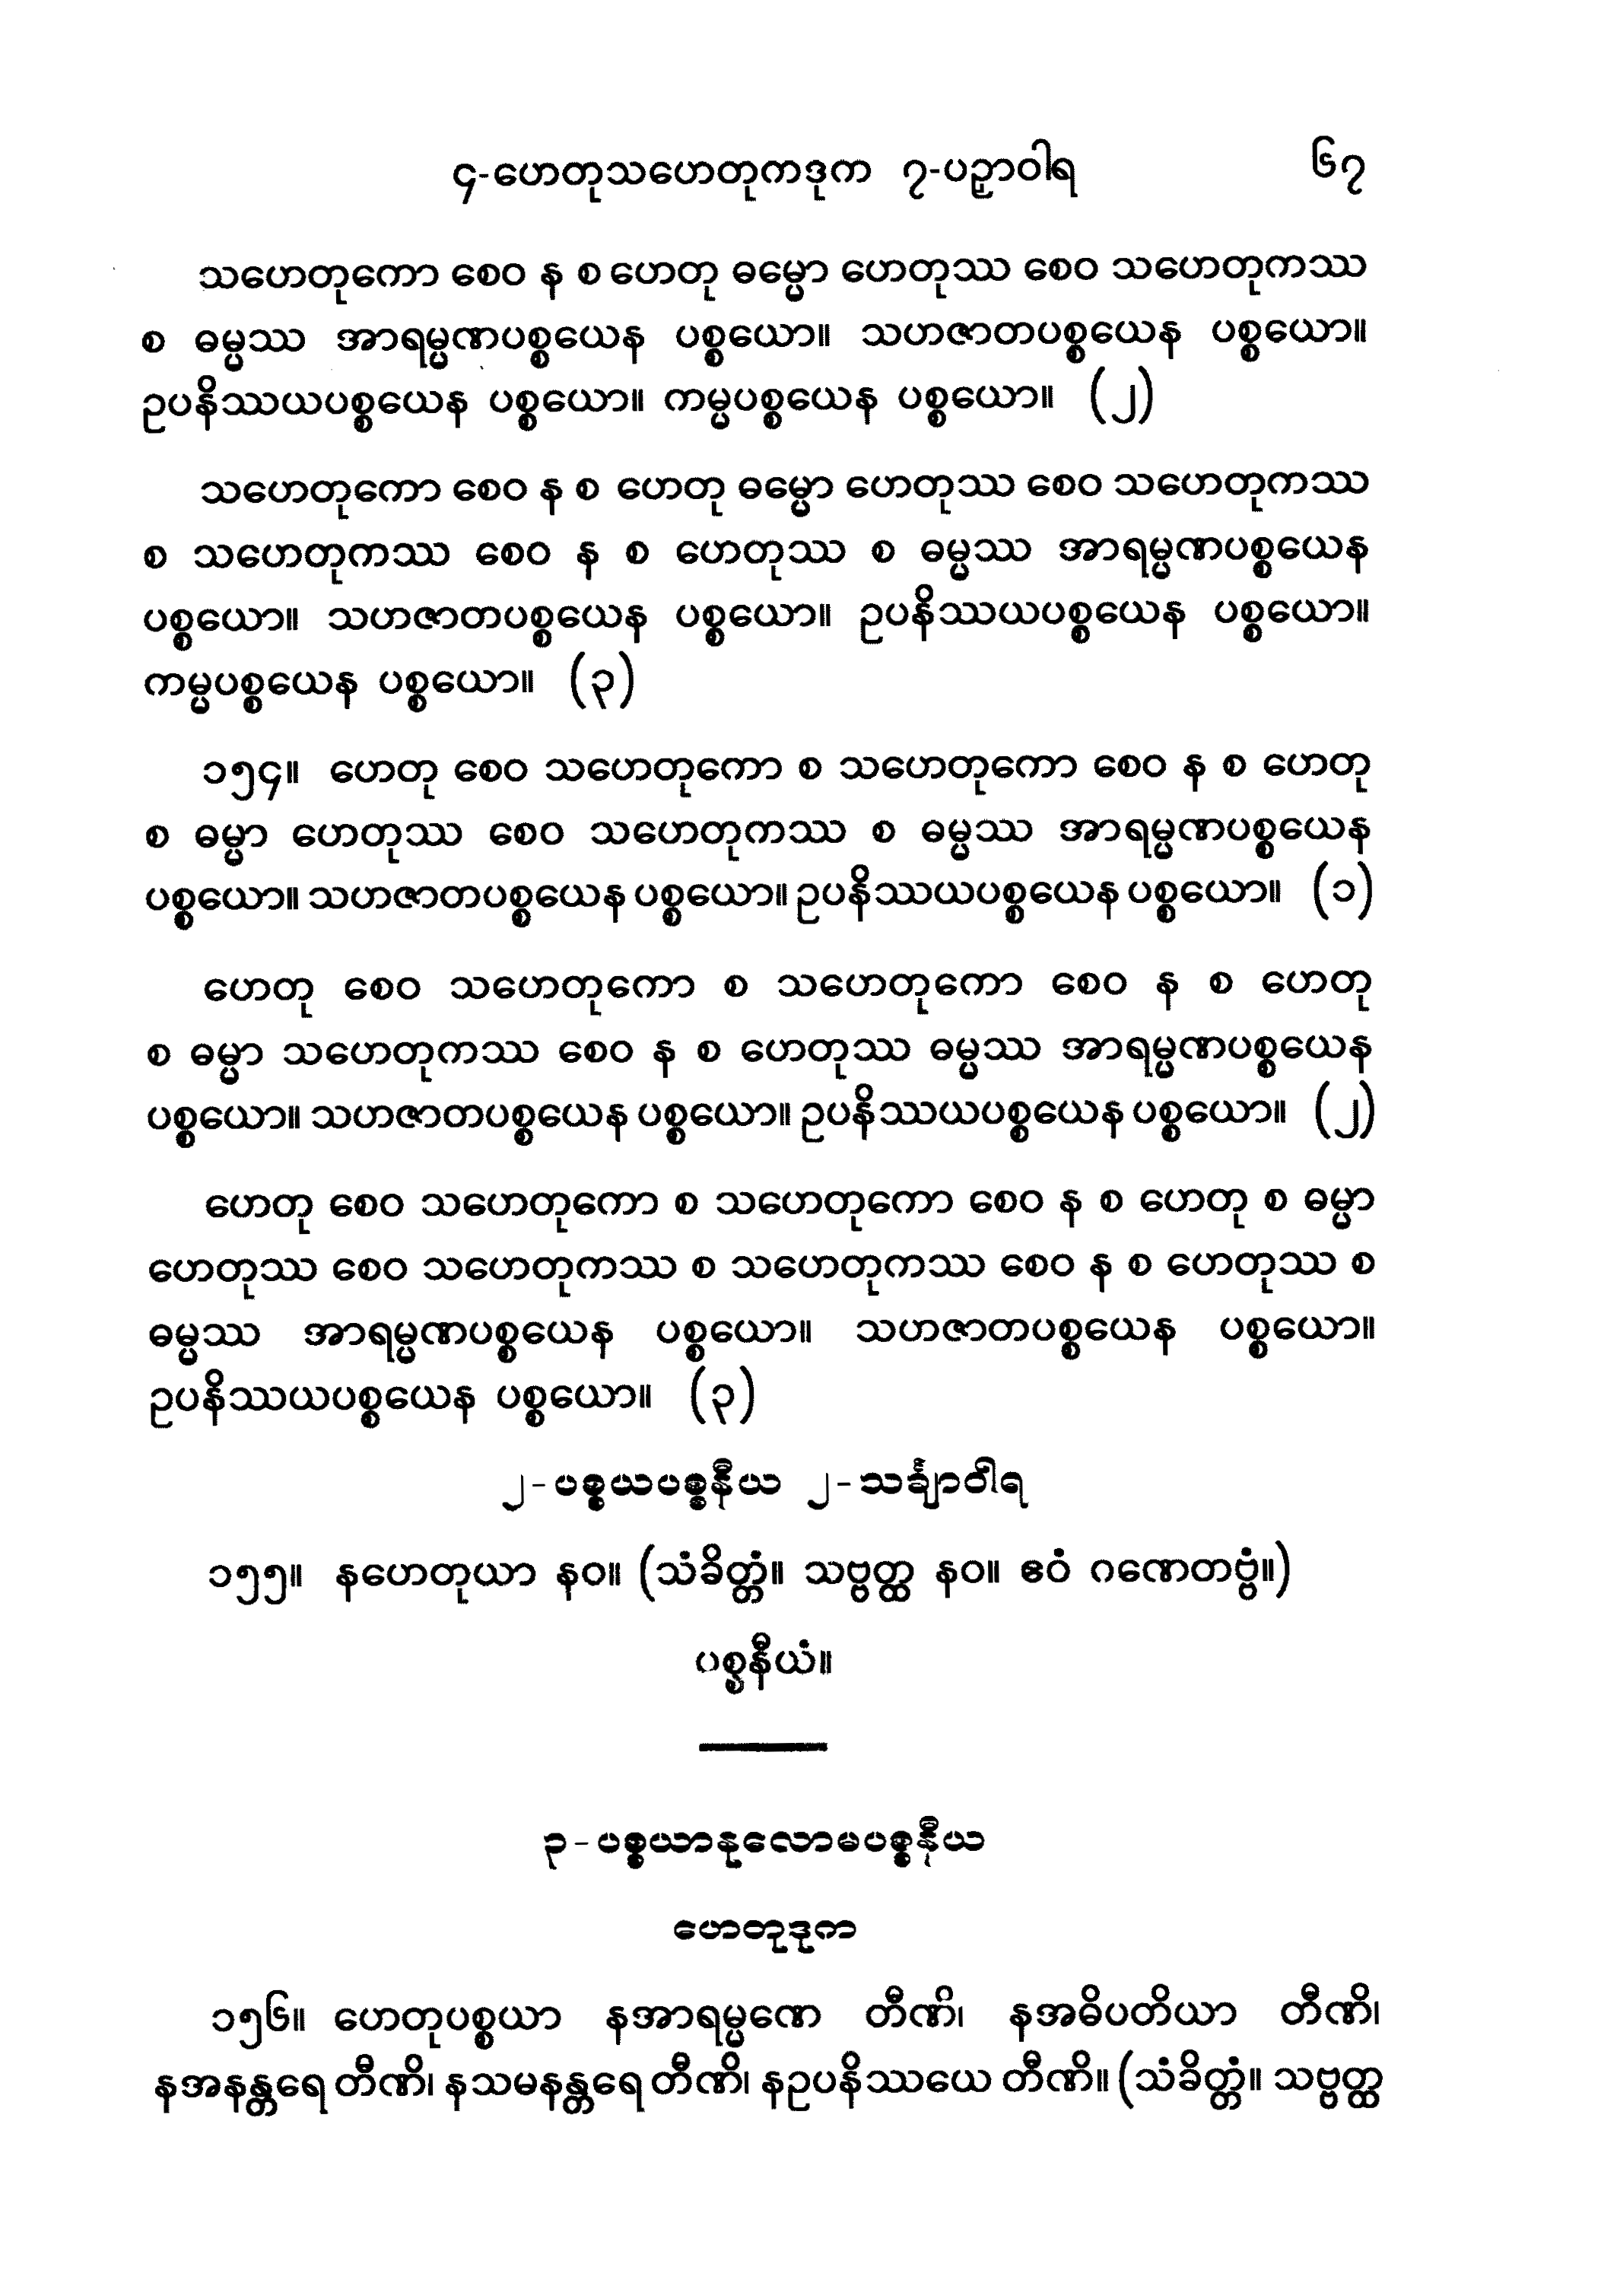 ၄-ဟေတုသဟေတုကဒုက ၇-ပဉှာဝါရ ၆၇
သဟေတုကော စေဝ န စ ဟေတု ဓမ္မော ဟေတုဿ စေဝ သဟေတုကဿ
စ ဓမ္မဿ အာရမ္မဏပစ္စယေန ပစ္စယော။ သဟဇာတပစ္စယေန ပစ္စယော။
ဥပနိဿယပစ္စယေန ပစ္စယော။ ကမ္မပစ္စယေန ပစ္စယော။ (၂)
သဟေတုကော စေဝ န စ ဟေတု ဓမ္မော ဟေတုဿ စေဝ သဟေတုကဿ
စ သဟေတုကဿ စေဝ န စ ဟေတုဿ စ ဓမ္မဿ အာရမ္မဏပစ္စယေန
ပစ္စယော။ သဟဇာတပစ္စယေန ပစ္စယော။ ဥပနိဿယပစ္စယေန ပစ္စယော။
ကမ္မပစ္စယေန ပစ္စယော။ (၃)
၁၅၄။ ဟေတု စေဝ သဟေတုကော စ သဟေတုကော စေဝ န စ ဟေတု
စ ဓမ္မာ ဟေတုဿ စေဝ သဟေတုကဿ စ ဓမ္မဿ အာရမ္မဏပစ္စယေန
ပစ္စယော။ သဟဇာတပစ္စယေန ပစ္စယော။ ဥပနိဿယပစ္စယေန ပစ္စယော။ (၁)
ဟေတု စေဝ သဟေတုကော စ သဟေတုကော စေဝ န စ ဟေတု
စ ဓမ္မာ သဟေတုကဿ စေဝ န စ ဟေတုဿ ဓမ္မဿ အာရမ္မဏပစ္စယေန
ပစ္စယော။ သဟဇာတပစ္စယေန ပစ္စယော။ ဥပနိဿယပစ္စယေန ပစ္စယော။ (၂)
ဟေတု စေဝ သဟေတုကော စ သဟေတုကော စေဝ န စ ဟေတု စ ဓမ္မာ
ဟေတုဿ စေဝ သဟေတုကဿ စ သဟေတုကဿ စေဝ န စ ဟေတုဿ စ
ဓမ္မဿ အာရမ္မဏပစ္စယေန ပစ္စယော။ သဟဇာတပစ္စယေန ပစ္စယော။
ဥပနိဿယပစ္စယေန ပစ္စယော။ (၃)
၂-ပစ္စယပစ္စနီယ ၂-သင်္ချာဝါရ
၁၅၅။ နဟေတုယာ နဝ။ (သံခိတ္တံ။ သဗ္ဗတ္ထ နဝ။ ဧဝံ ဂဏေတဗ္ဗံ။)
ပစ္စနီယံ။
၃-ပစ္စယာနုလောမပစ္စနီယ
ဟေတုဒုက
၁၅၆။ ဟေတုပစ္စယာ နအာရမ္မဏေ တီဏိ၊ နအဓိပတိယာ တီဏိ၊
နအနန္တရေ တီဏိ၊ နသမနန္တရေ တီဏိ၊ နဥပနိဿယေ တီဏိ။ (သံခိတ္တံ။ သဗ္ဗတ္ထ